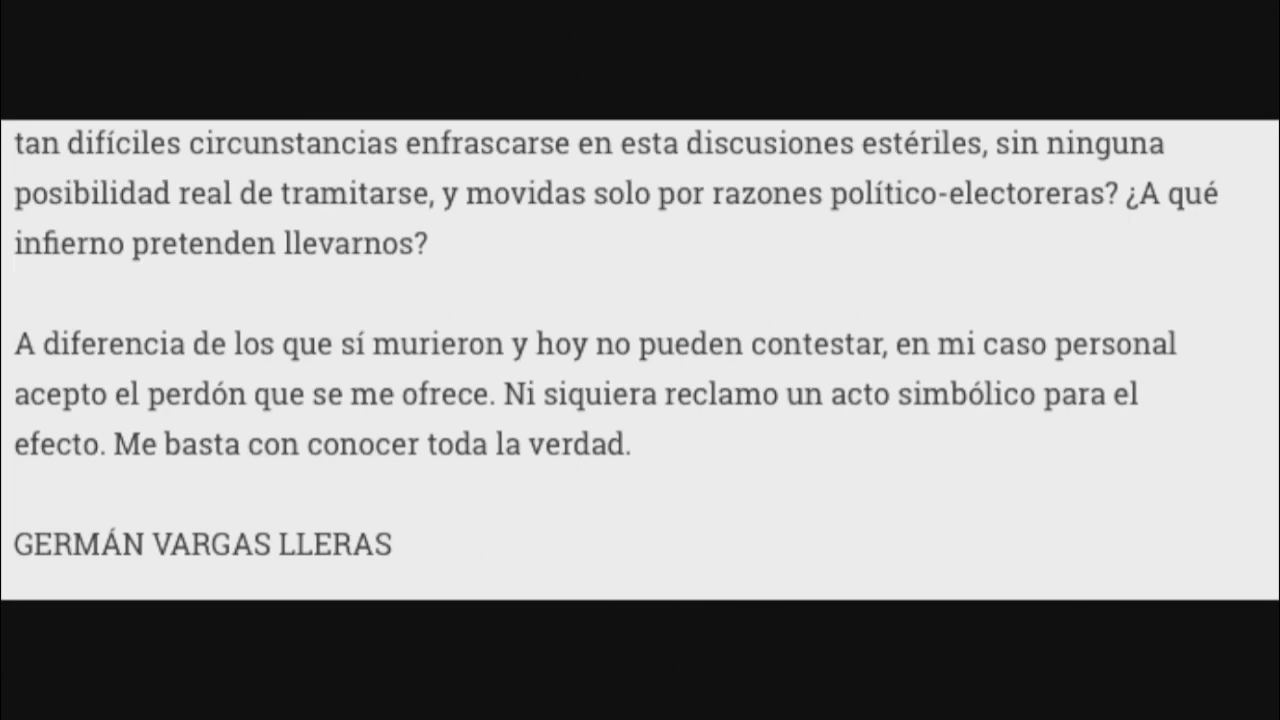 tan difíciles circunstancias enfrascarse en esta discusiones estériles, sin ninguna
posibilidad real de tramitarse, y movidas solo por razones político-electoreras? ¿A qué
infierno pretenden llevarnos?
A diferencia de los que sí murieron y hoy no pueden contestar, en mi caso personal
acepto el perdón que se me ofrece. Ni siquiera reclamo un acto simbólico para el
efecto. Me basta con conocer toda la verdad.
GERMÁN VARGAS LLERAS